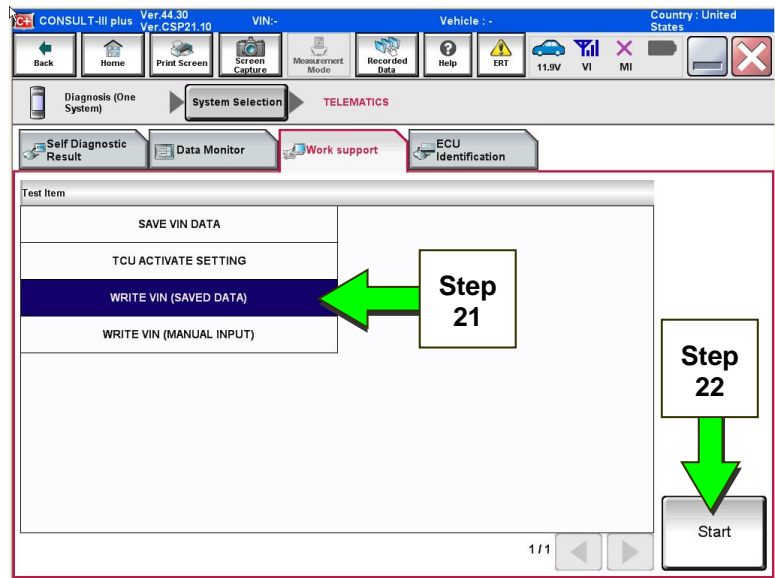 CONSULT-III plus
Ver.44.30
Ver.CSP21.10
VIN:-
Vehicle : -
Country : United
States
Back
Home
Print Screen
Screen
Capture
Measurement
Mode
Recorded
Data
Help
ERT
11.9V
VI
MI
Diagnosis (One
System)
System Selection
TELEMATICS
Self Diagnostic
Result
Data Monitor
Work support
ECU
Identification
Test Item
SAVE VIN DATA
TCU ACTIVATE SETTING
WRITE VIN (SAVED DATA)
WRITE VIN (MANUAL INPUT)
Step
21
Step
22
Start
1/1